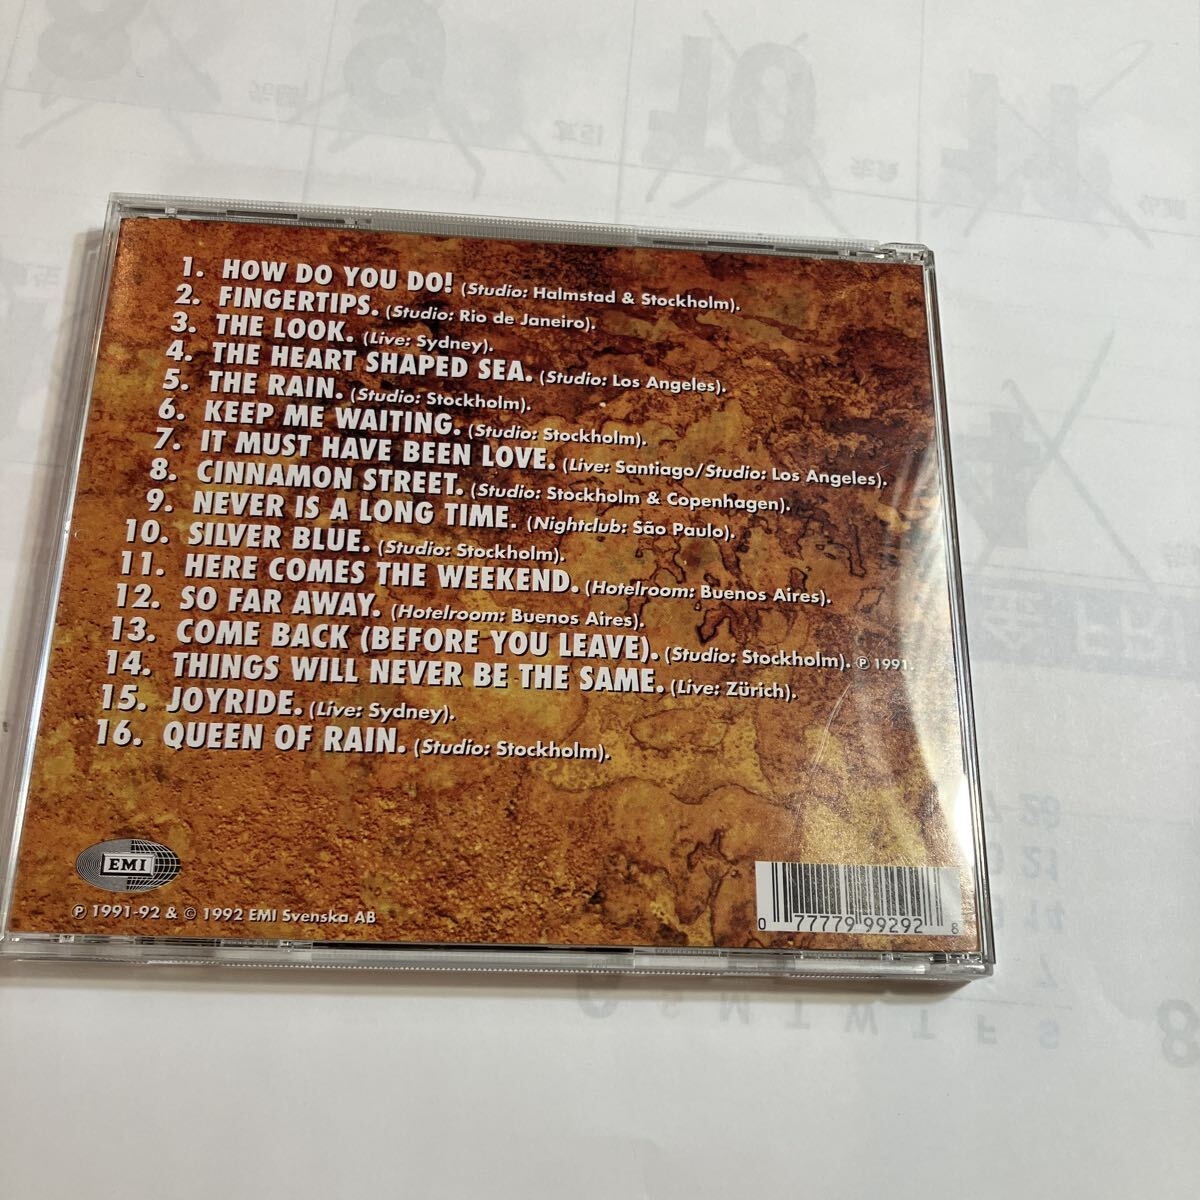 1. HOW DO YOU DO! (Studio: Halmstad & Stockholm).
2. FINGERTIPS. (Studio: Rio de Janeiro).
3. THE LOOK. (Live: Sydney).
4. THE HEART SHAPED SEA. (Studio: Los Angeles).
5. THE RAIN. (Studio: Stockholm).
6. KEEP ME WAITING. (Studio: Stockholm).
7. IT MUST HAVE BEEN LOVE. (Live: Santiago/Studio: Los Angeles).
8. CINNAMON STREET. (Studio: Stockholm & Copenhagen).
9. NEVER IS A LONG TIME. (Nightclub: São Paulo).
10. SILVER BLUE. (Studio: Stockholm).
11. HERE COMES THE WEEKEND. (Hotelroom: Buenos Aires).
12. SO FAR AWAY. (Hotelroom: Buenos Aires).
13. COME BACK (BEFORE YOU LEAVE). (Studio: Stockholm). ℗ 1991.
14. THINGS WILL NEVER BE THE SAME. (Live: Zürich).
15. JOYRIDE. (Live: Sydney).
16. QUEEN OF RAIN. (Studio: Stockholm).
EMI
℗ 1991-92 & © 1992 EMI Svenska AB
0 77779 99292 8
S M T W T F S